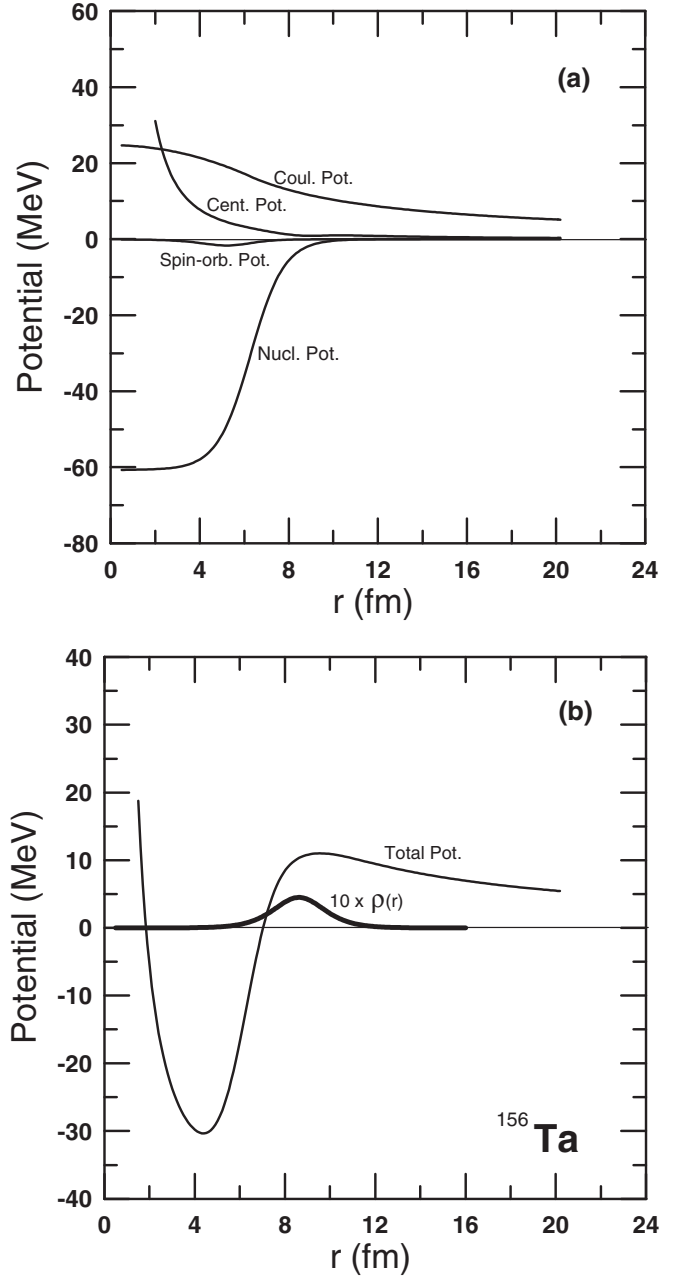 60
(a)
40
Coul. Pot.
20
Cent. Pot.
0
Spin-orb. Pot.
-20
Nucl. Pot.
-40
-60
-80
0 4 8 12 16 20 24
r (fm)
Potential (MeV)
40
(b)
30
20
Total Pot.
10
10 x ρ(r)
0
-10
-20
-30
156Ta
-40
0 4 8 12 16 20 24
r (fm)
Potential (MeV)